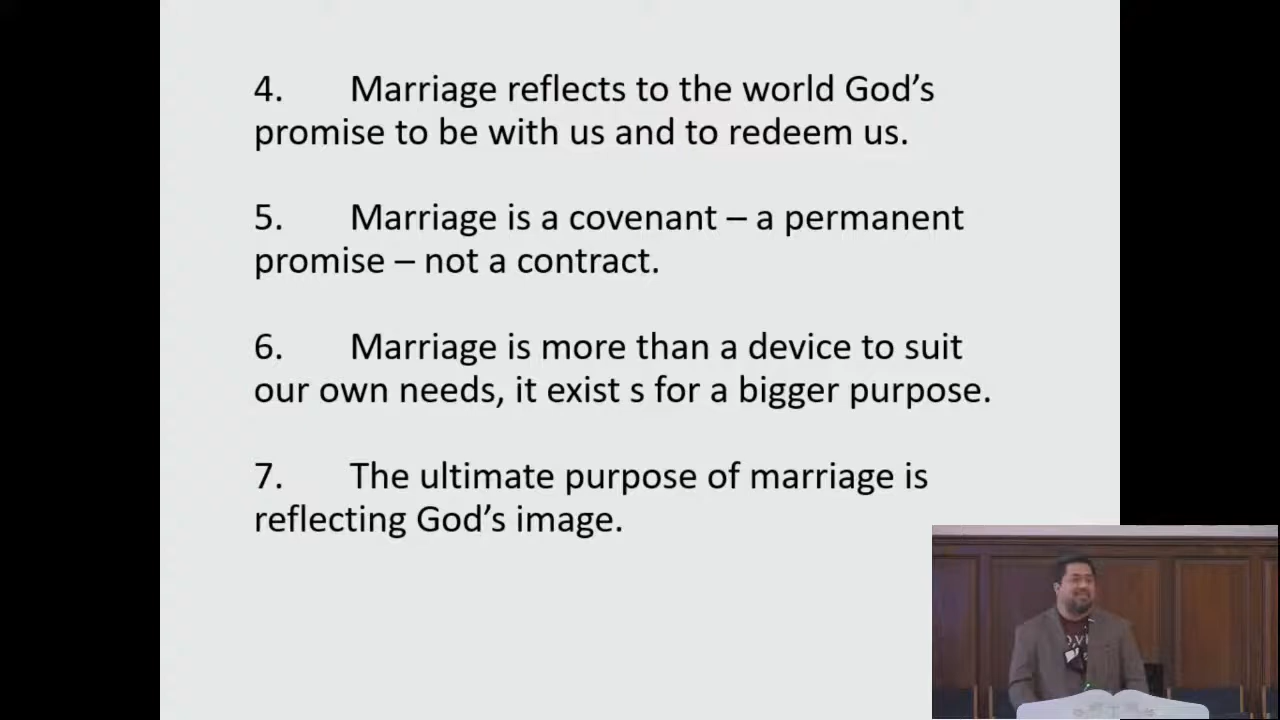 4. Marriage reflects to the world God’s
promise to be with us and to redeem us.
5. Marriage is a covenant – a permanent
promise – not a contract.
6. Marriage is more than a device to suit
our own needs, it exist s for a bigger purpose.
7. The ultimate purpose of marriage is
reflecting God’s image.